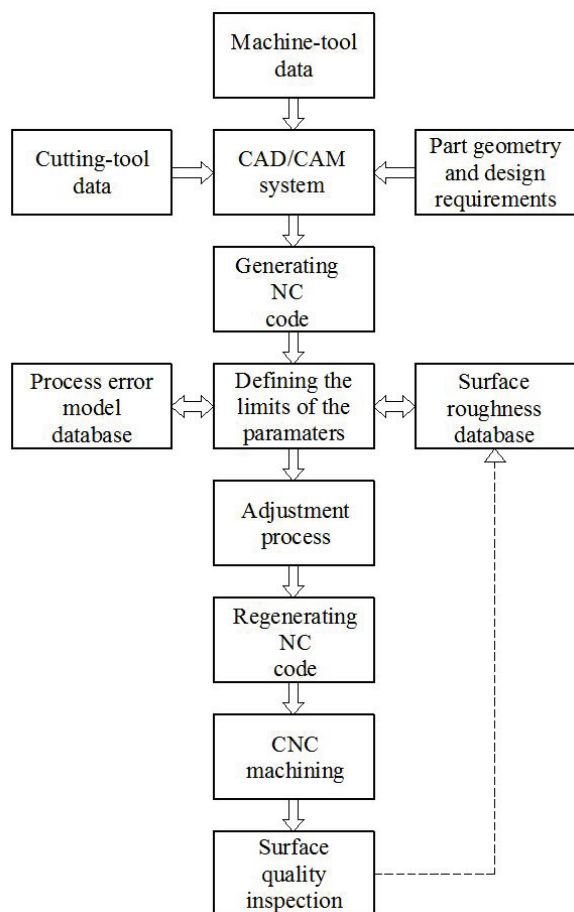 Machine-tool
data
Cutting-tool
data
CAD/CAM
system
Part geometry
and design
requirements
Generating
NC
code
Process error
model
database
Defining the
limits of the
paramaters
Surface
roughness
database
Adjustment
process
Regenerating
NC
code
CNC
machining
Surface
quality
inspection